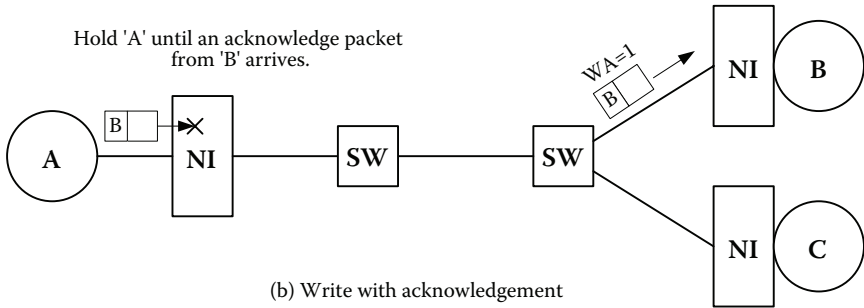 Hold 'A' until an acknowledge packet
from 'B' arrives.
WA=1
B
NI
B
B
A
NI
SW
SW
NI
C
(b) Write with acknowledgement